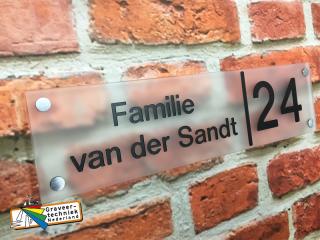 Familie
van der Sandt
24
Graveer-
techniek
Nederland